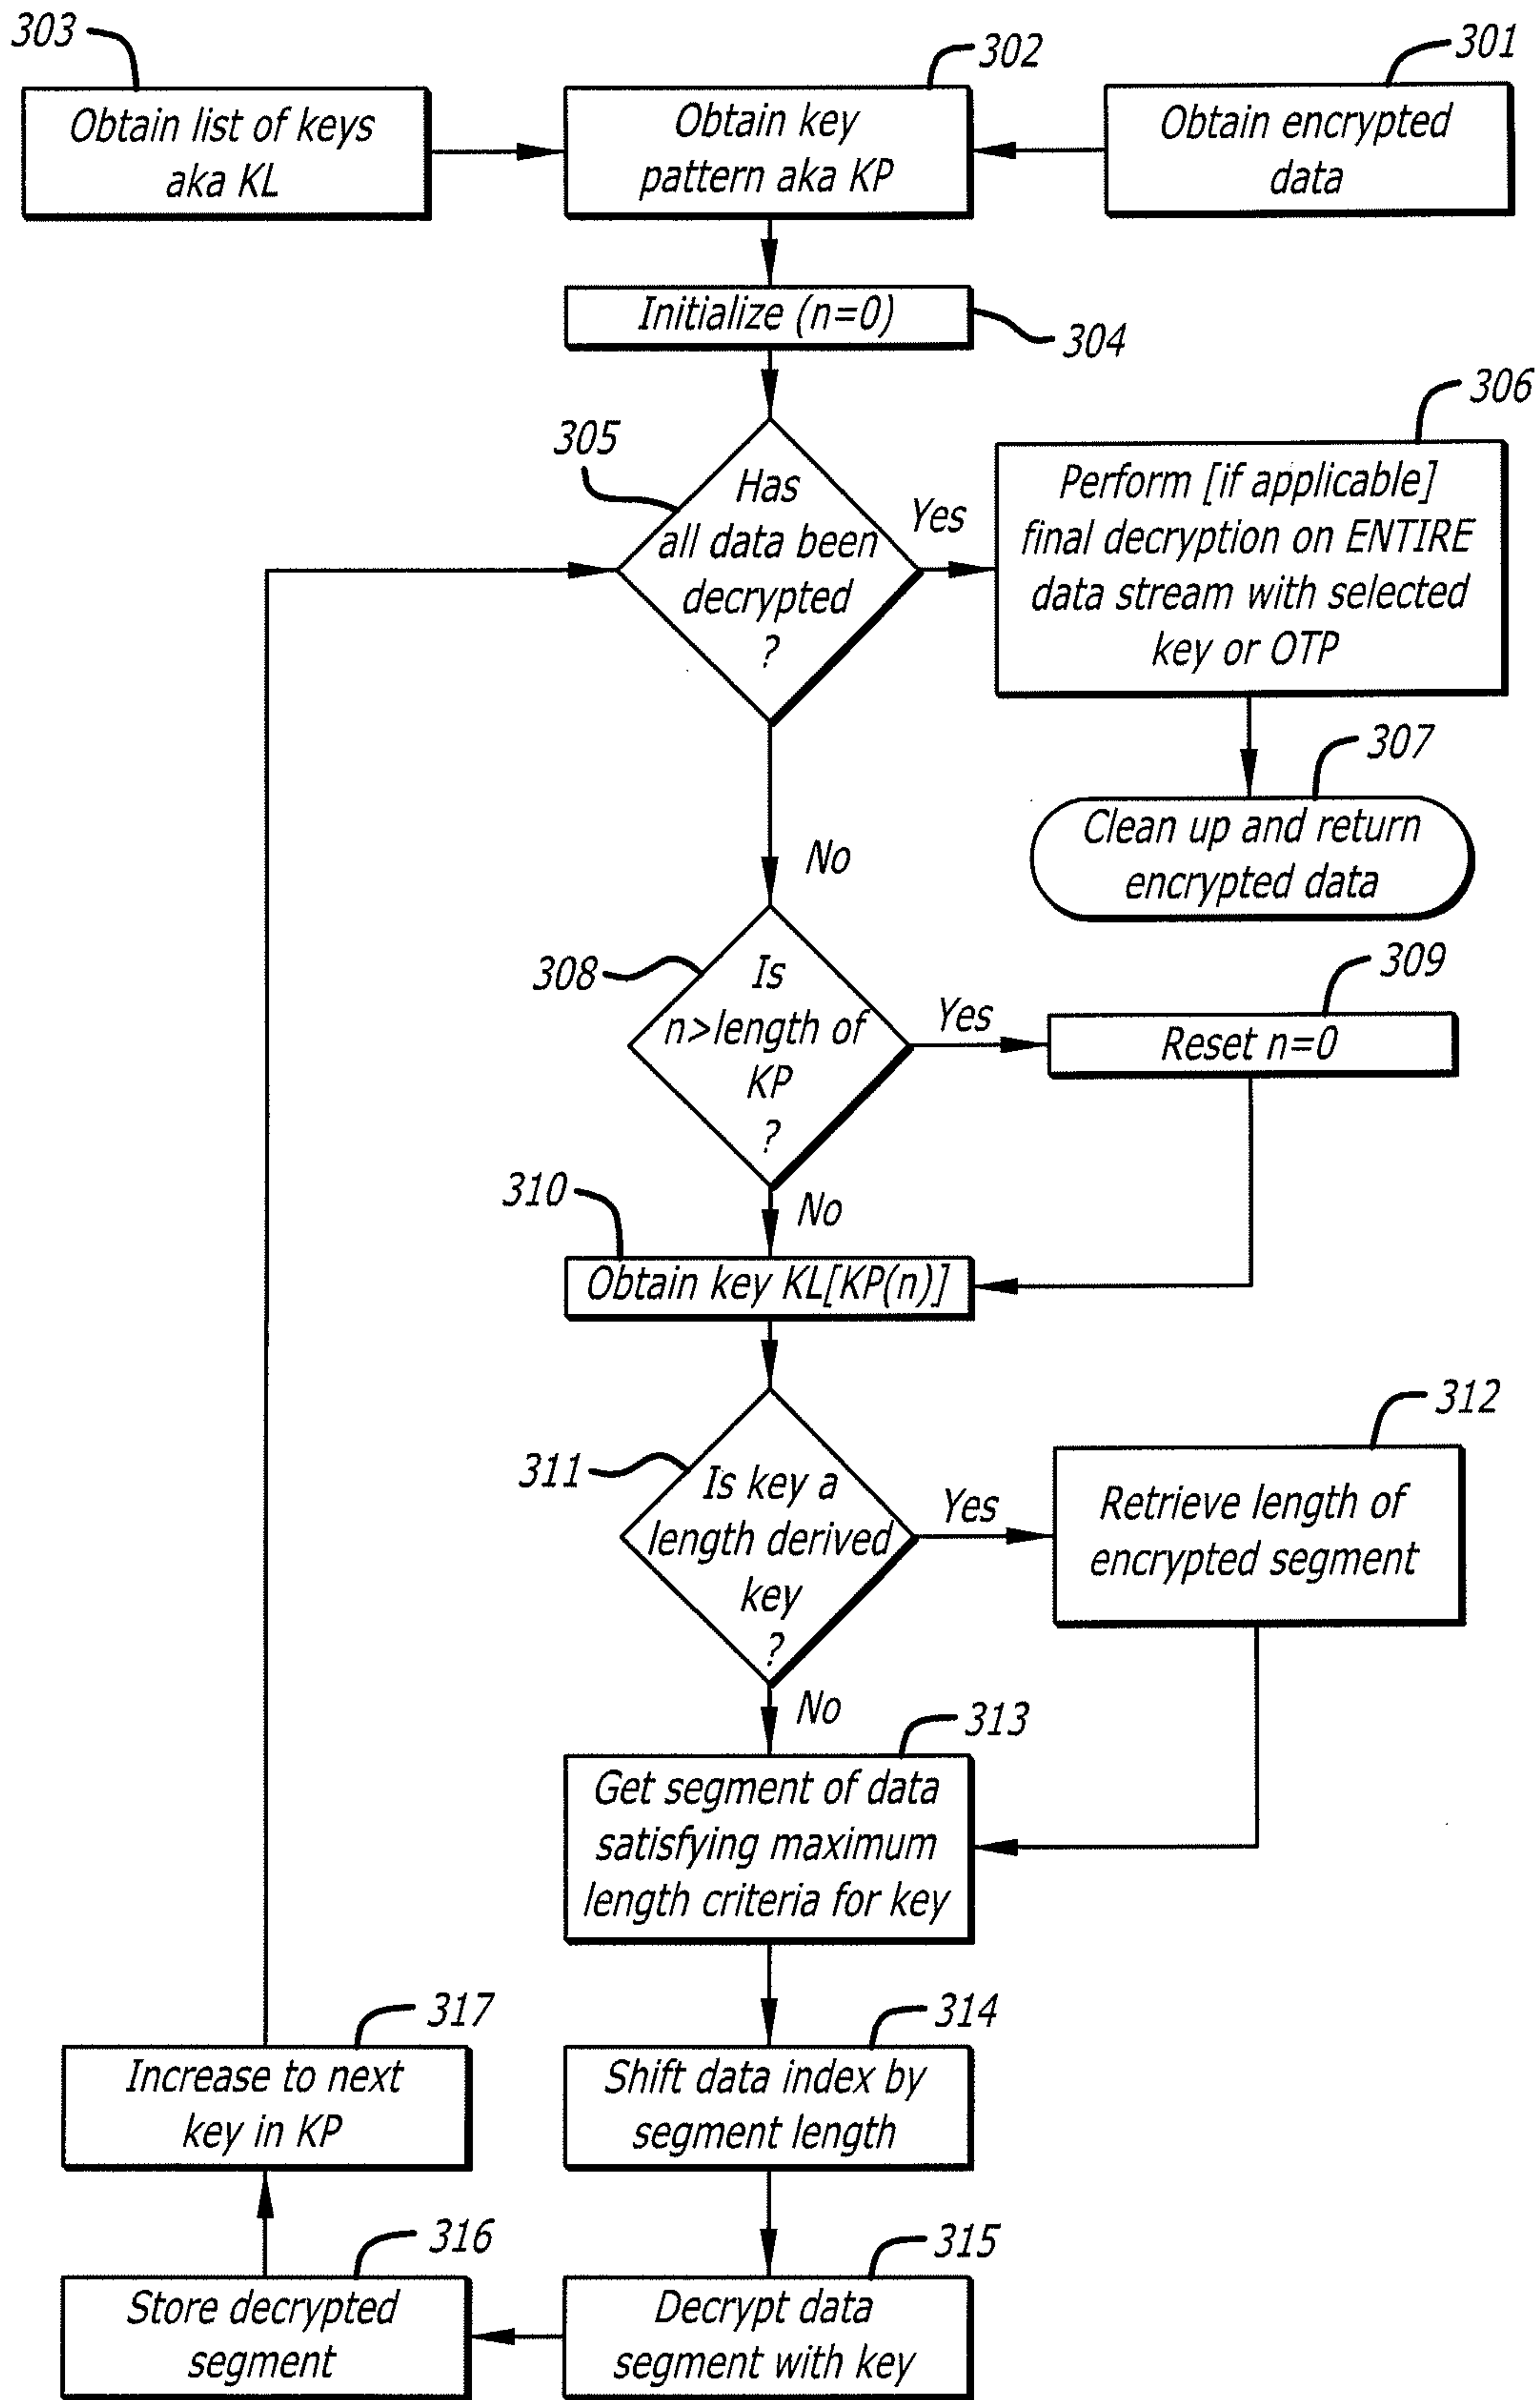 303
Obtain list of keys
aka KL
302
Obtain key
pattern aka KP
301
Obtain encrypted
data
Initialize (n=0)
304
305
Has
all data been
decrypted
?
Yes
No
306
Perform [if applicable]
final decryption on ENTIRE
data stream with selected
key or OTP
307
Clean up and return
encrypted data
308
Is
n>length of
KP
?
Yes
No
309
Reset n=0
310
Obtain key KL[KP(n)]
311
Is key a
length derived
key
?
Yes
No
312
Retrieve length of
encrypted segment
313
Get segment of data
satisfying maximum
length criteria for key
314
Shift data index by
segment length
315
Decrypt data
segment with key
316
Store decrypted
segment
317
Increase to next
key in KP